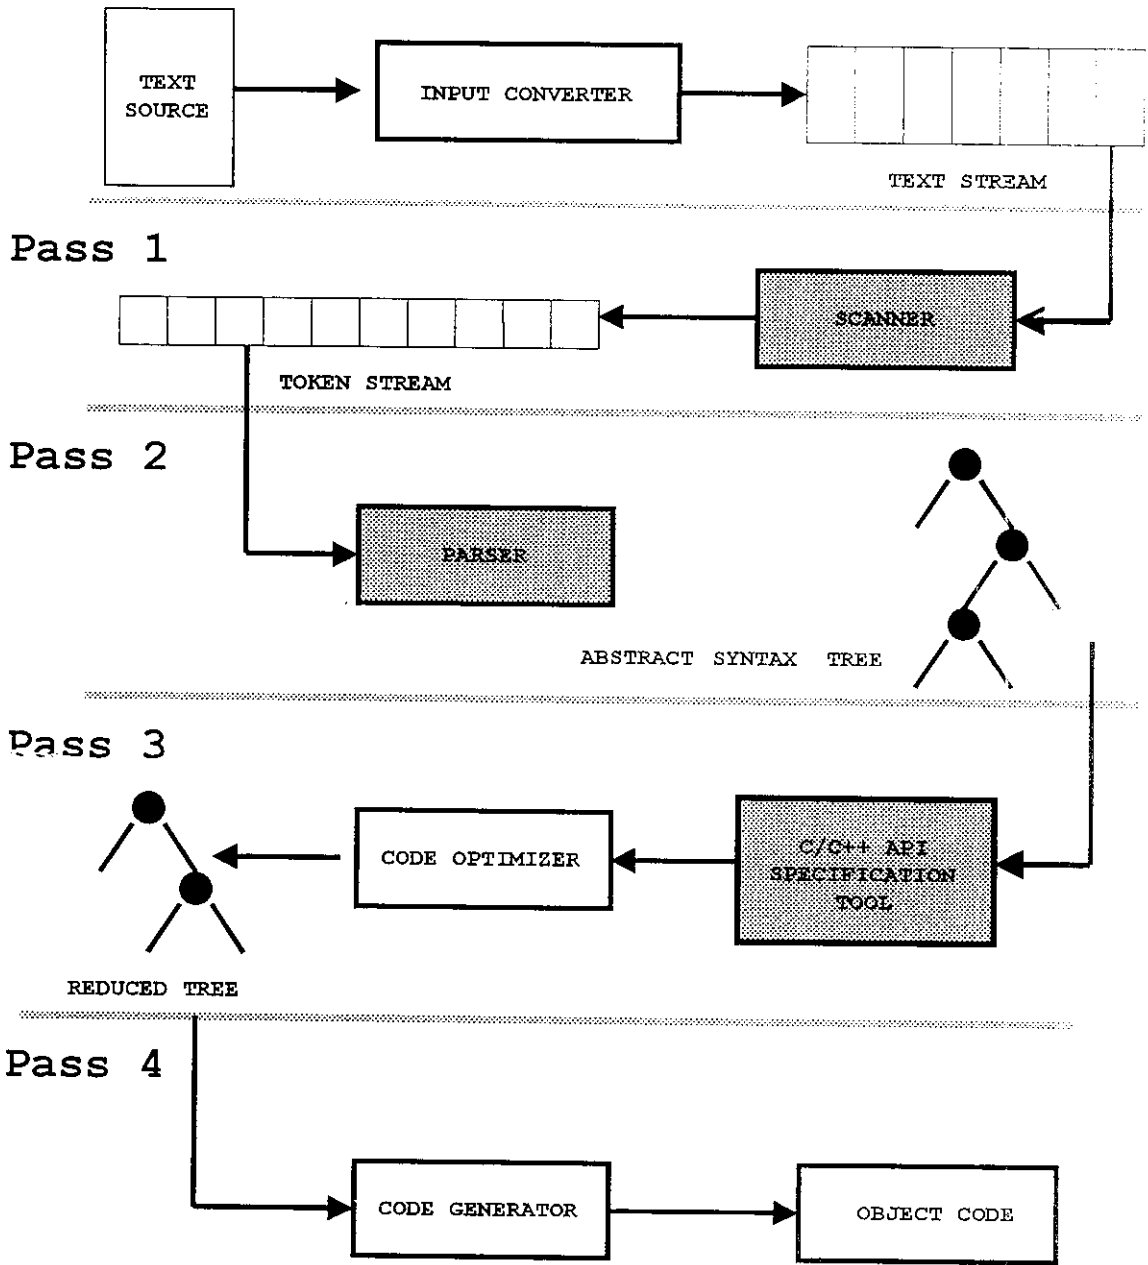 TEXT
SOURCE
INPUT CONVERTER
TEXT STREAM
Pass 1
SCANNER
TOKEN STREAM
Pass 2
PARSER
ABSTRACT SYNTAX TREE
Pass 3
CODE OPTIMIZER
C/C++ API
SPECIFICATION
TOOL
REDUCED TREE
Pass 4
CODE GENERATOR
OBJECT CODE